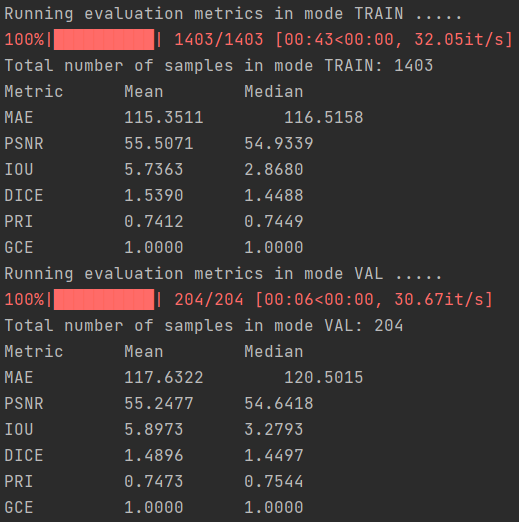 Running evaluation metrics in mode TRAIN .....
100%|██████████| 1403/1403 [00:43<00:00, 32.05it/s]
Total number of samples in mode TRAIN: 1403
Metric Mean Median
MAE 115.3511 116.5158
PSNR 55.5071 54.9339
IOU 5.7363 2.8680
DICE 1.5390 1.4488
PRI 0.7412 0.7449
GCE 1.0000 1.0000
Running evaluation metrics in mode VAL .....
100%|██████████| 204/204 [00:06<00:00, 30.67it/s]
Total number of samples in mode VAL: 204
Metric Mean Median
MAE 117.6322 120.5015
PSNR 55.2477 54.6418
IOU 5.8973 3.2793
DICE 1.4896 1.4497
PRI 0.7473 0.7544
GCE 1.0000 1.0000